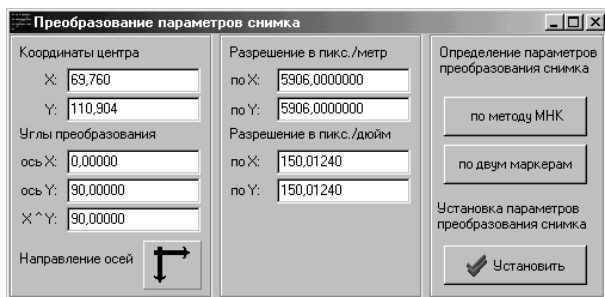 Преобразование параметров снимка
Координаты центра
X: 69,760
Y: 110,904
Углы преобразования
ось X: 0,00000
ось Y: 90,00000
X ^ Y: 90,00000
Направление осей
Разрешение в пикс./метр
по X: 5906,0000000
по Y: 5906,0000000
Разрешение в пикс./дюйм
по X: 150,01240
по Y: 150,01240
Определение параметров
преобразования снимка
по методу МНК
по двум маркерам
Установка параметров
преобразования снимка
Установить